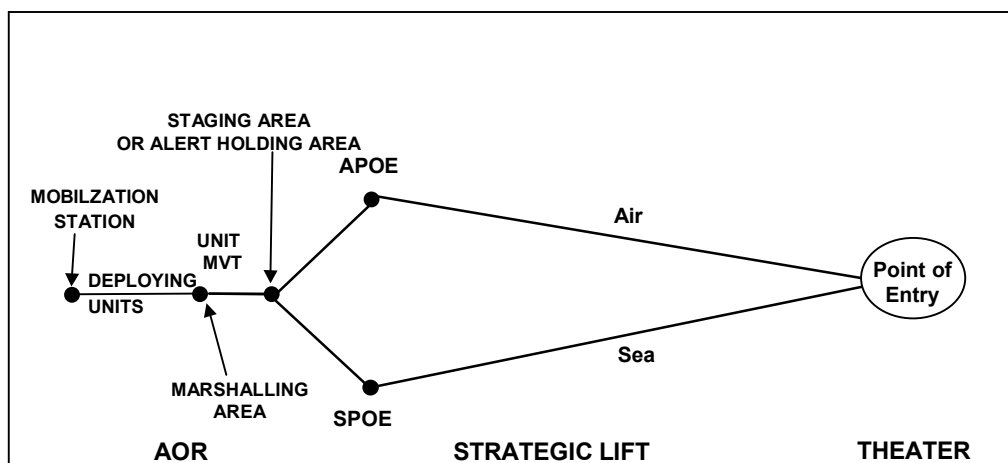 STAGING AREA
OR ALERT HOLDING AREA
APOE
MOBILZATION
STATION
Air
UNIT
MVT
DEPLOYING
UNITS
Point of
Entry
Sea
MARSHALLING
AREA
SPOE
AOR
STRATEGIC LIFT
THEATER